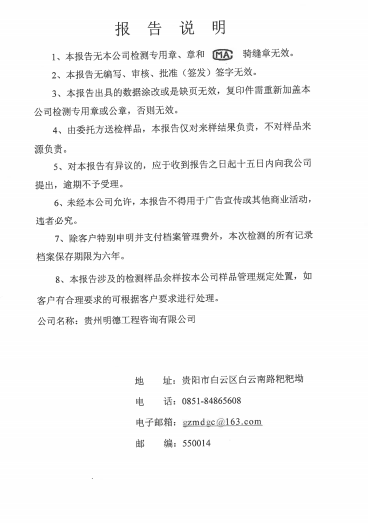 报 告 说 明
1、本报告无本公司检测专用章、章和 MA 骑缝章无效。
2、本报告无编写、审核、批准（签发）签字无效。
3、本报告出具的数据涂改或是缺页无效，复印件需重新加盖本
公司检测专用章或公章，否则无效。
4、由委托方送检样品，本报告仅对来样结果负责，不对样品来
源负责。
5、对本报告有异议的，应于收到报告之日起十五日内向我公司
提出，逾期不予受理。
6、未经本公司允许，本报告不得用于广告宣传或其他商业活动，
违者必究。
7、除客户特别申明并支付档案管理费外，本次检测的所有记录
档案保存期限为六年。
8、本报告涉及的检测样品余样按本公司样品管理规定处置，如
客户有合理要求的可根据客户要求进行处理。
公司名称：贵州明德工程咨询有限公司
地 址：贵阳市白云区白云南路粑粑坳
电 话：0851-84865608
电子邮箱：gzmdgc@163.com
邮 编：550014